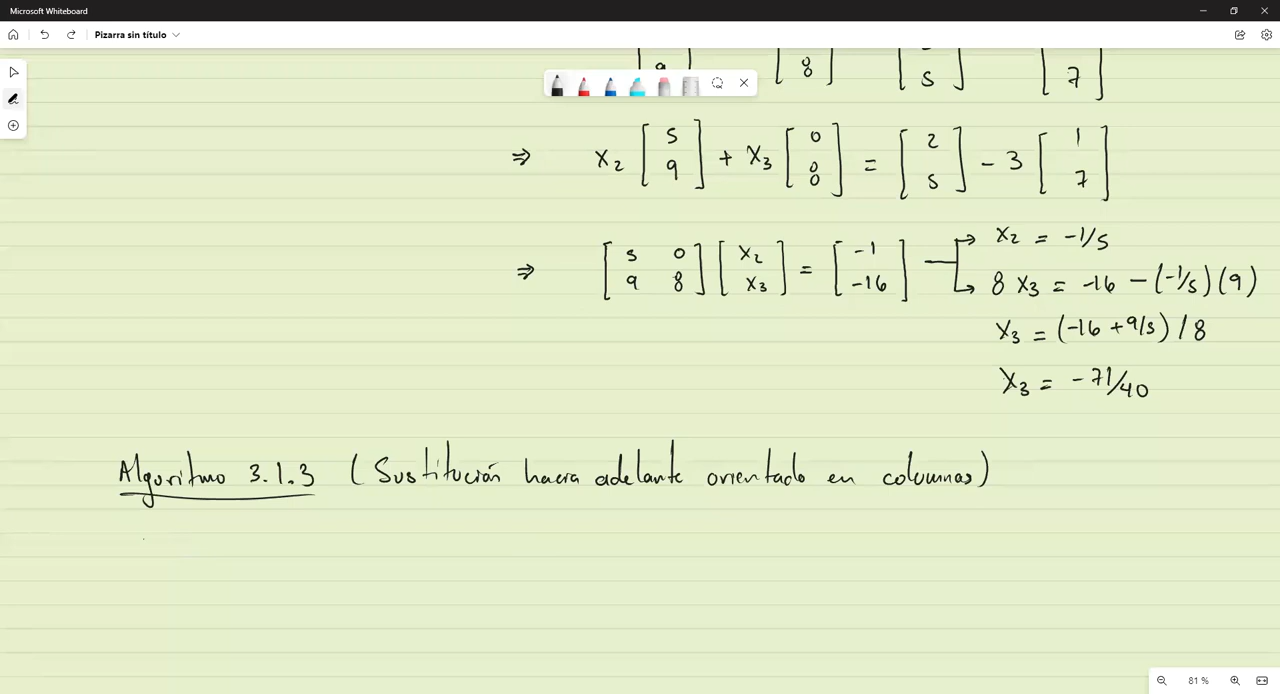 Microsoft Whiteboard
Pizarra sin título
9 8 5 7
⇒ x₂ [5 9] + x₃ [0 8] = [2 5] - 3 [1 7]
⇒ [5 0 9 8] [x₂ x₃] = [-1 -16]
x₂ = -1/5
8 x₃ = -16 - (-1/5)(9)
x₃ = (-16 + 9/5) / 8
x₃ = -71/40
Algoritmo 3.1.3 (Sustitución hacia adelante orientado en columnas)
81 %